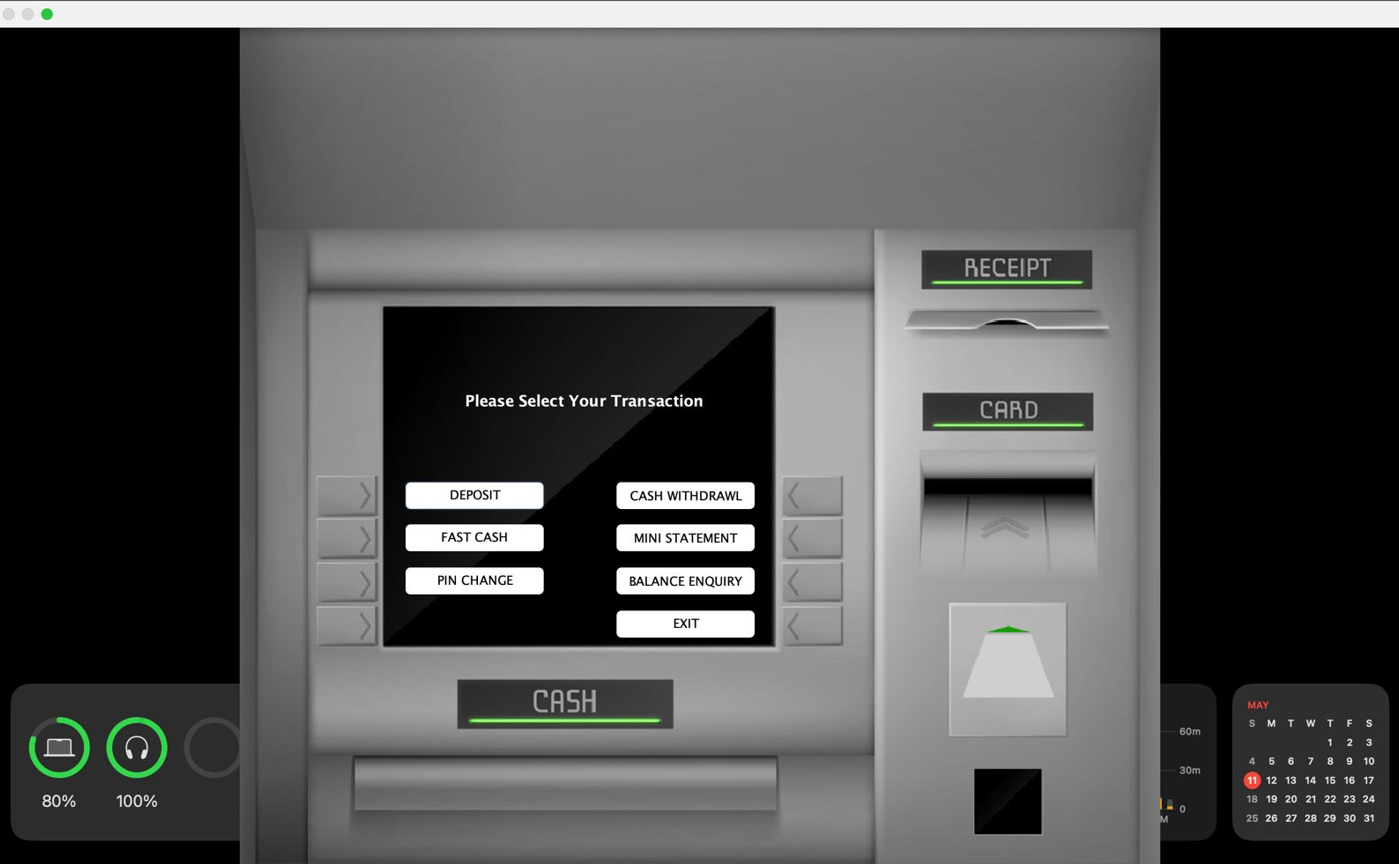 RECEIPT
CARD
Please Select Your Transaction
DEPOSIT
CASH WITHDRAWL
FAST CASH
MINI STATEMENT
PIN CHANGE
BALANCE ENQUIRY
EXIT
CASH
80%
100%
60m
30m
0
M
MAY
S M T W T F S
1 2 3
4 5 6 7 8 9 10
11 12 13 14 15 16 17
18 19 20 21 22 23 24
25 26 27 28 29 30 31